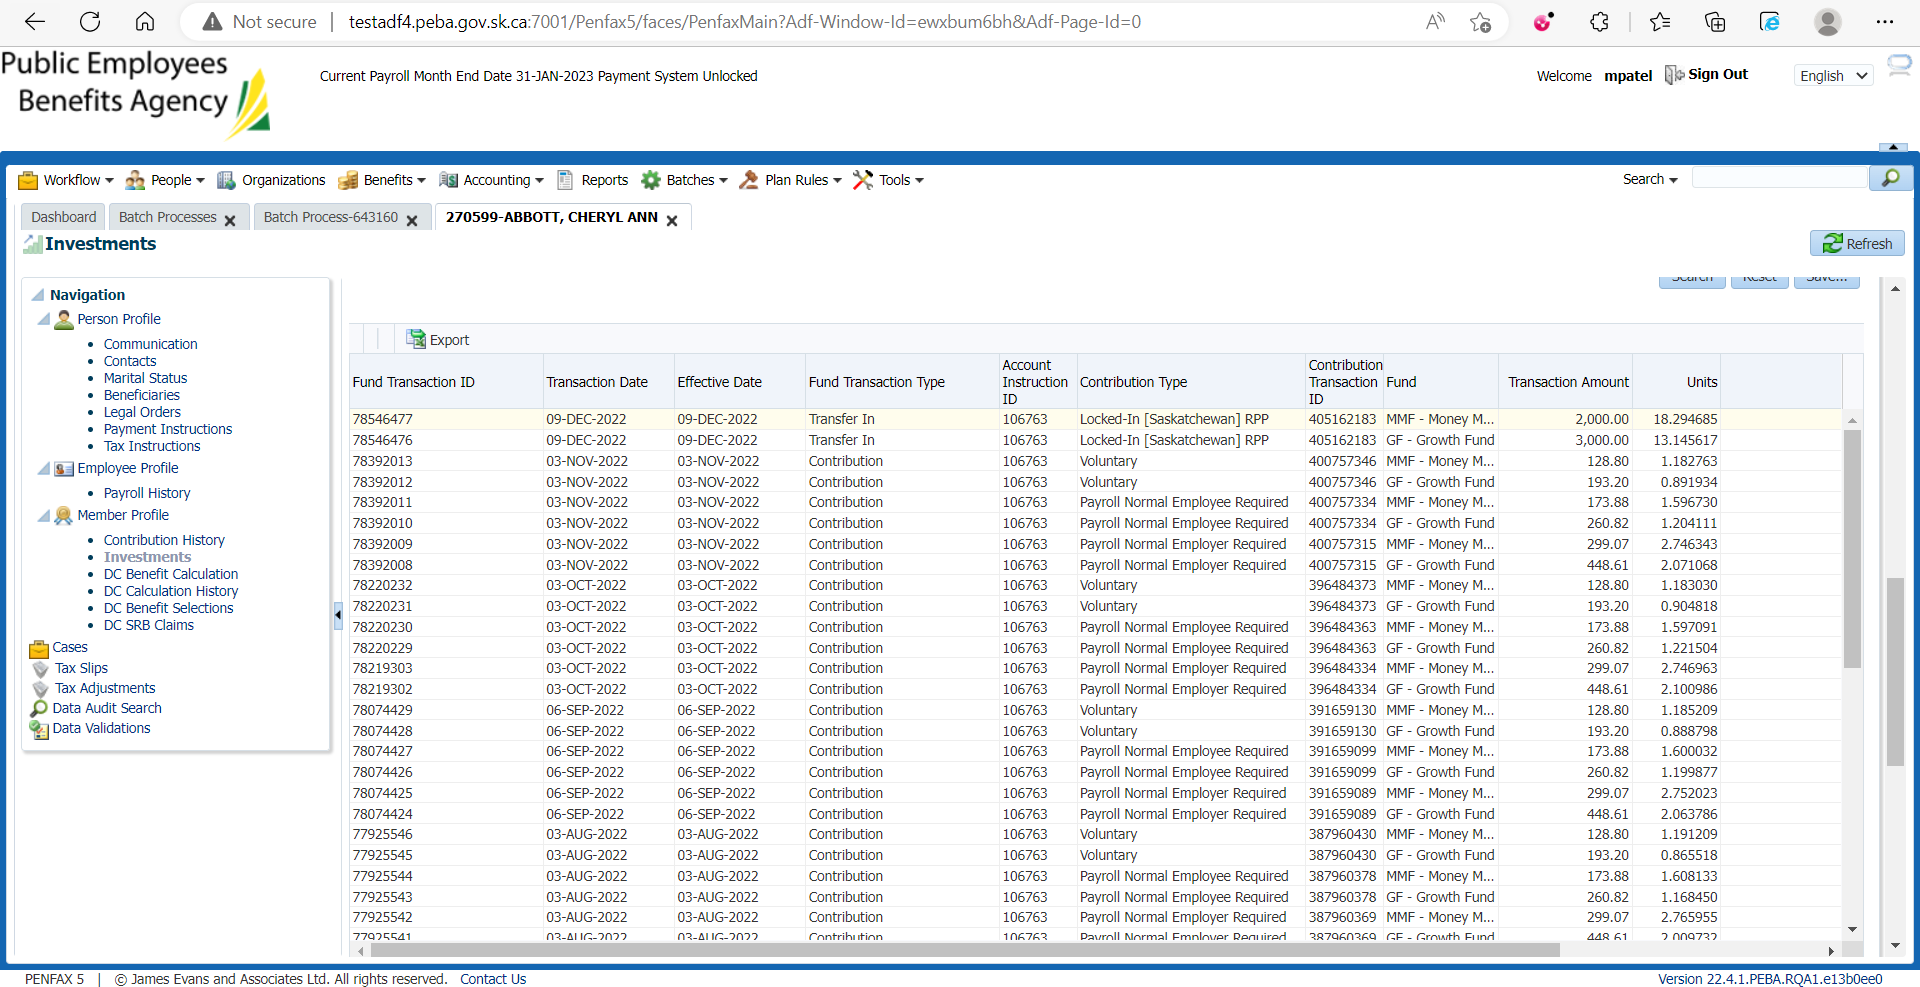 Not secure | testadf4.peba.gov.sk.ca:7001/Penfax5/faces/PenfaxMain?Adf-Window-Id=ewxbum6bh&Adf-Page-Id=0
Public Employees
Benefits Agency
Current Payroll Month End Date 31-JAN-2023 Payment System Unlocked
Welcome mpatel Sign Out English
Workflow People Organizations Benefits Accounting Reports Batches Plan Rules Tools Search
Dashboard Batch Processes Batch Process-643160 270599-ABBOTT, CHERYL ANN
Investments
Refresh
Navigation
Person Profile
Communication
Contacts
Marital Status
Beneficiaries
Legal Orders
Payment Instructions
Tax Instructions
Employee Profile
Payroll History
Member Profile
Contribution History
Investments
DC Benefit Calculation
DC Calculation History
DC Benefit Selections
DC SRB Claims
Cases
Tax Slips
Tax Adjustments
Data Audit Search
Data Validations
Search Reset Save...
Export
Fund Transaction ID Transaction Date Effective Date Fund Transaction Type Account Instruction ID Contribution Type Contribution Transaction ID Fund Transaction Amount Units
78546477 09-DEC-2022 09-DEC-2022 Transfer In 106763 Locked-In [Saskatchewan] RPP 405162183 MMF - Money M... 2,000.00 18.294685
78546476 09-DEC-2022 09-DEC-2022 Transfer In 106763 Locked-In [Saskatchewan] RPP 405162183 GF - Growth Fund 3,000.00 13.145617
78392013 03-NOV-2022 03-NOV-2022 Contribution 106763 Voluntary 400757346 MMF - Money M... 128.80 1.182763
78392012 03-NOV-2022 03-NOV-2022 Contribution 106763 Voluntary 400757346 GF - Growth Fund 193.20 0.891934
78392011 03-NOV-2022 03-NOV-2022 Contribution 106763 Payroll Normal Employee Required 400757334 MMF - Money M... 173.88 1.596730
78392010 03-NOV-2022 03-NOV-2022 Contribution 106763 Payroll Normal Employee Required 400757334 GF - Growth Fund 260.82 1.204111
78392009 03-NOV-2022 03-NOV-2022 Contribution 106763 Payroll Normal Employer Required 400757315 MMF - Money M... 299.07 2.746343
78392008 03-NOV-2022 03-NOV-2022 Contribution 106763 Payroll Normal Employer Required 400757315 GF - Growth Fund 448.61 2.071068
78220232 03-OCT-2022 03-OCT-2022 Contribution 106763 Voluntary 396484373 MMF - Money M... 128.80 1.183030
78220231 03-OCT-2022 03-OCT-2022 Contribution 106763 Voluntary 396484373 GF - Growth Fund 193.20 0.904818
78220230 03-OCT-2022 03-OCT-2022 Contribution 106763 Payroll Normal Employee Required 396484363 MMF - Money M... 173.88 1.597091
78220229 03-OCT-2022 03-OCT-2022 Contribution 106763 Payroll Normal Employee Required 396484363 GF - Growth Fund 260.82 1.221504
78219303 03-OCT-2022 03-OCT-2022 Contribution 106763 Payroll Normal Employer Required 396484334 MMF - Money M... 299.07 2.746963
78219302 03-OCT-2022 03-OCT-2022 Contribution 106763 Payroll Normal Employer Required 396484334 GF - Growth Fund 448.61 2.100986
78074429 06-SEP-2022 06-SEP-2022 Contribution 106763 Voluntary 391659130 MMF - Money M... 128.80 1.185209
78074428 06-SEP-2022 06-SEP-2022 Contribution 106763 Voluntary 391659130 GF - Growth Fund 193.20 0.888798
78074427 06-SEP-2022 06-SEP-2022 Contribution 106763 Payroll Normal Employee Required 391659099 MMF - Money M... 173.88 1.600032
78074426 06-SEP-2022 06-SEP-2022 Contribution 106763 Payroll Normal Employee Required 391659099 GF - Growth Fund 260.82 1.199877
78074425 06-SEP-2022 06-SEP-2022 Contribution 106763 Payroll Normal Employer Required 391659089 MMF - Money M... 299.07 2.752023
78074424 06-SEP-2022 06-SEP-2022 Contribution 106763 Payroll Normal Employer Required 391659089 GF - Growth Fund 448.61 2.063786
77925546 03-AUG-2022 03-AUG-2022 Contribution 106763 Voluntary 387960430 MMF - Money M... 128.80 1.191209
77925545 03-AUG-2022 03-AUG-2022 Contribution 106763 Voluntary 387960430 GF - Growth Fund 193.20 0.865518
77925544 03-AUG-2022 03-AUG-2022 Contribution 106763 Payroll Normal Employee Required 387960378 MMF - Money M... 173.88 1.608133
77925543 03-AUG-2022 03-AUG-2022 Contribution 106763 Payroll Normal Employee Required 387960378 GF - Growth Fund 260.82 1.168450
77925542 03-AUG-2022 03-AUG-2022 Contribution 106763 Payroll Normal Employer Required 387960369 MMF - Money M... 299.07 2.765955
77925541 03-AUG-2022 03-AUG-2022 Contribution 106763 Payroll Normal Employer Required 387960369 GF - Growth Fund 448.61 2.009732
PENFAX 5 | © James Evans and Associates Ltd. All rights reserved. Contact Us
Version 22.4.1.PEBA.RQA1.e13b0ee0